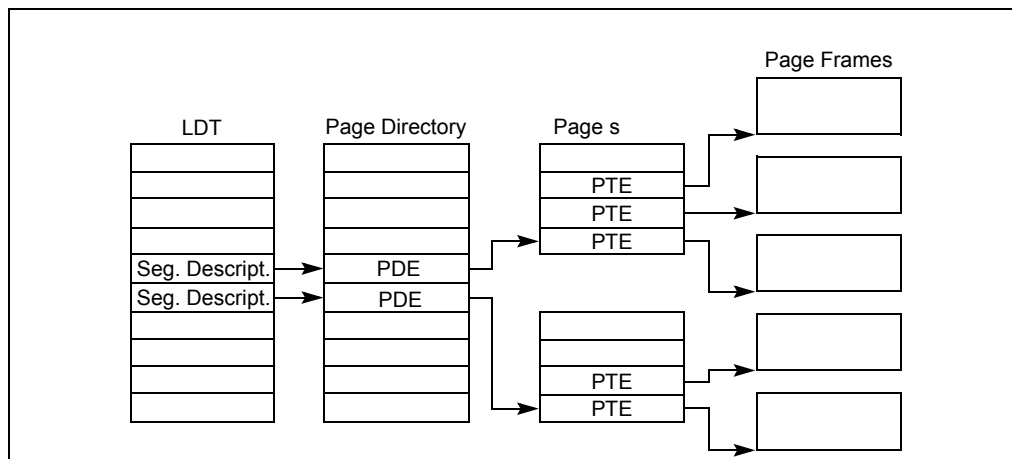 Page Frames
LDT
Page Directory
Page s
PTE
PTE
PTE
Seg. Descript.
PDE
Seg. Descript.
PDE
PTE
PTE